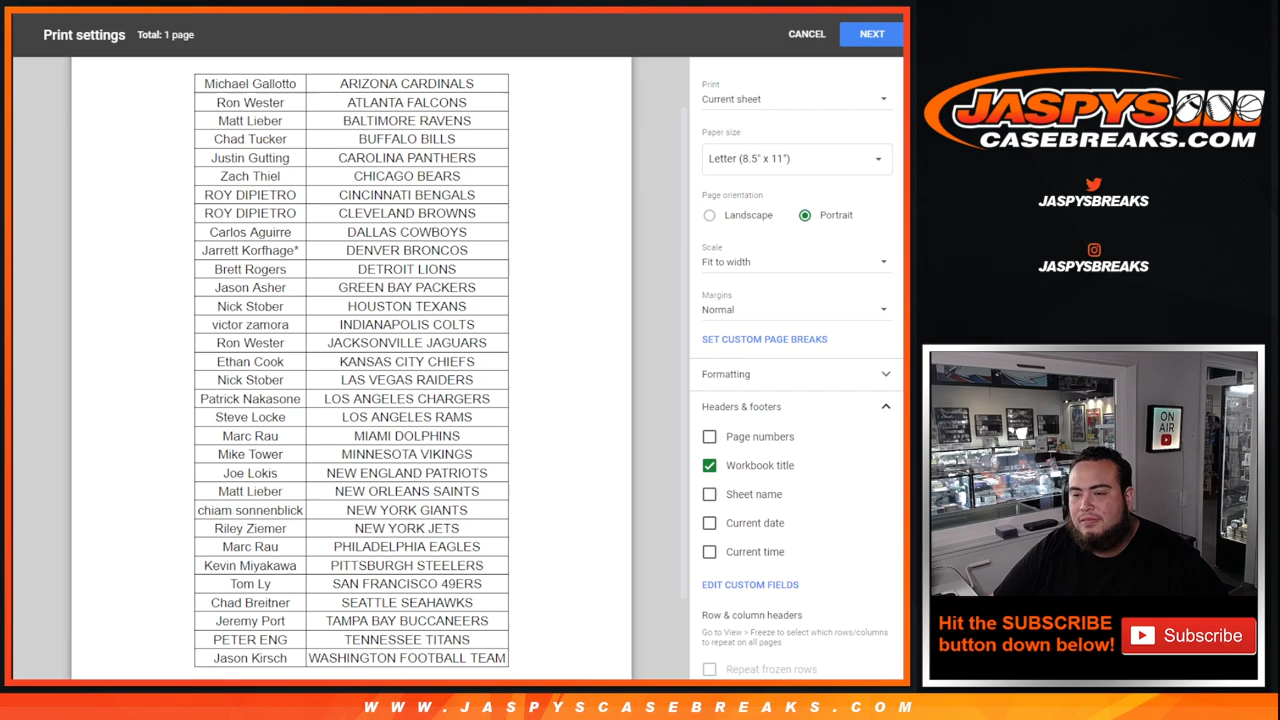 Print settings Total: 1 page CANCEL NEXT
Michael Gallotto ARIZONA CARDINALS
Ron Wester ATLANTA FALCONS
Matt Lieber BALTIMORE RAVENS
Chad Tucker BUFFALO BILLS
Justin Gutting CAROLINA PANTHERS
Zach Thiel CHICAGO BEARS
ROY DIPIETRO CINCINNATI BENGALS
ROY DIPIETRO CLEVELAND BROWNS
Carlos Aguirre DALLAS COWBOYS
Jarrett Korfhage* DENVER BRONCOS
Brett Rogers DETROIT LIONS
Jason Asher GREEN BAY PACKERS
Nick Stober HOUSTON TEXANS
victor zamora INDIANAPOLIS COLTS
Ron Wester JACKSONVILLE JAGUARS
Ethan Cook KANSAS CITY CHIEFS
Nick Stober LAS VEGAS RAIDERS
Patrick Nakasone LOS ANGELES CHARGERS
Steve Locke LOS ANGELES RAMS
Marc Rau MIAMI DOLPHINS
Mike Tower MINNESOTA VIKINGS
Joe Lokis NEW ENGLAND PATRIOTS
Matt Lieber NEW ORLEANS SAINTS
chiam sonnenblick NEW YORK GIANTS
Riley Ziemer NEW YORK JETS
Marc Rau PHILADELPHIA EAGLES
Kevin Miyakawa PITTSBURGH STEELERS
Tom Ly SAN FRANCISCO 49ERS
Chad Breitner SEATTLE SEAHAWKS
Jeremy Port TAMPA BAY BUCCANEERS
PETER ENG TENNESSEE TITANS
Jason Kirsch WASHINGTON FOOTBALL TEAM
Print
Current sheet
Paper size
Letter (8.5" x 11")
Page orientation
Landscape Portrait
Scale
Fit to width
Margins
Normal
SET CUSTOM PAGE BREAKS
Formatting
Headers & footers
Page numbers
Workbook title
Sheet name
Current date
Current time
EDIT CUSTOM FIELDS
Row & column headers
Go to View > Freeze to select which rows/columns
to repeat on all pages
Repeat frozen rows
JASPYS
CASEBREAKS.COM
JASPYSBREAKS
JASPYSBREAKS
ON
AIR
Hit the SUBSCRIBE
button down below!
Subscribe
WWW.JASPYSCASEBREAKS.COM